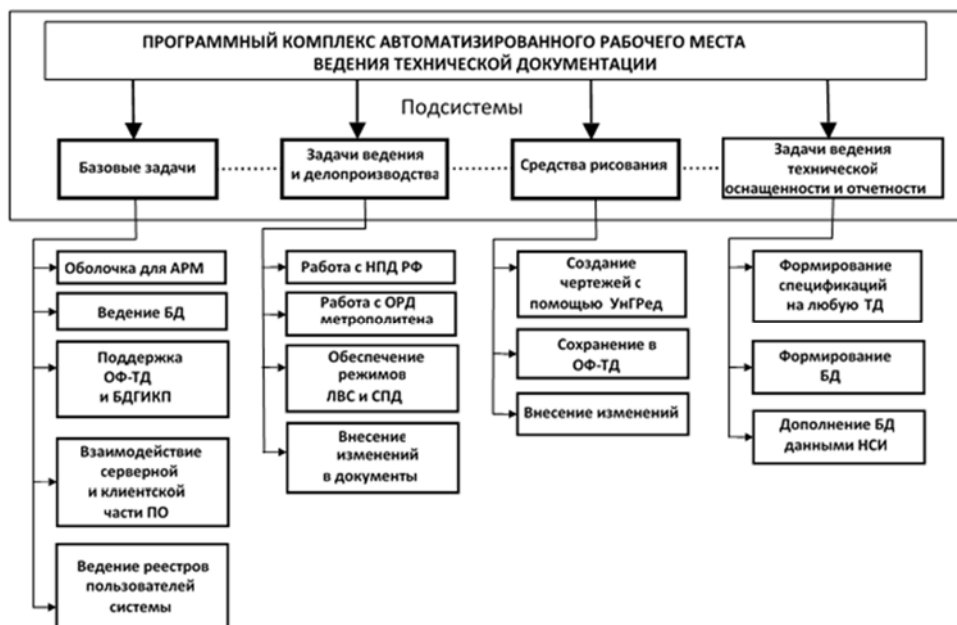 ПРОГРАММНЫЙ КОМПЛЕКС АВТОМАТИЗИРОВАННОГО РАБОЧЕГО МЕСТА
ВЕДЕНИЯ ТЕХНИЧЕСКОЙ ДОКУМЕНТАЦИИ
Подсистемы
Базовые задачи
Задачи ведения
и делопроизводства
Средства рисования
Задачи ведения
технической
оснащенности и отчетности
Оболочка для АРМ
Ведение БД
Поддержка
ОФ-ТД
и БДГИКП
Взаимодействие
серверной
и клиентской
части ПО
Ведение реестров
пользователей
системы
Работа с НПД РФ
Работа с ОРД
метрополитена
Обеспечение
режимов
ЛВС и СПД
Внесение
изменений
в документы
Создание
чертежей с
помощью УнГРед
Сохранение в
ОФ-ТД
Внесение изменений
Формирование
спецификаций
на любую ТД
Формирование
БД
Дополнение БД
данными НСИ